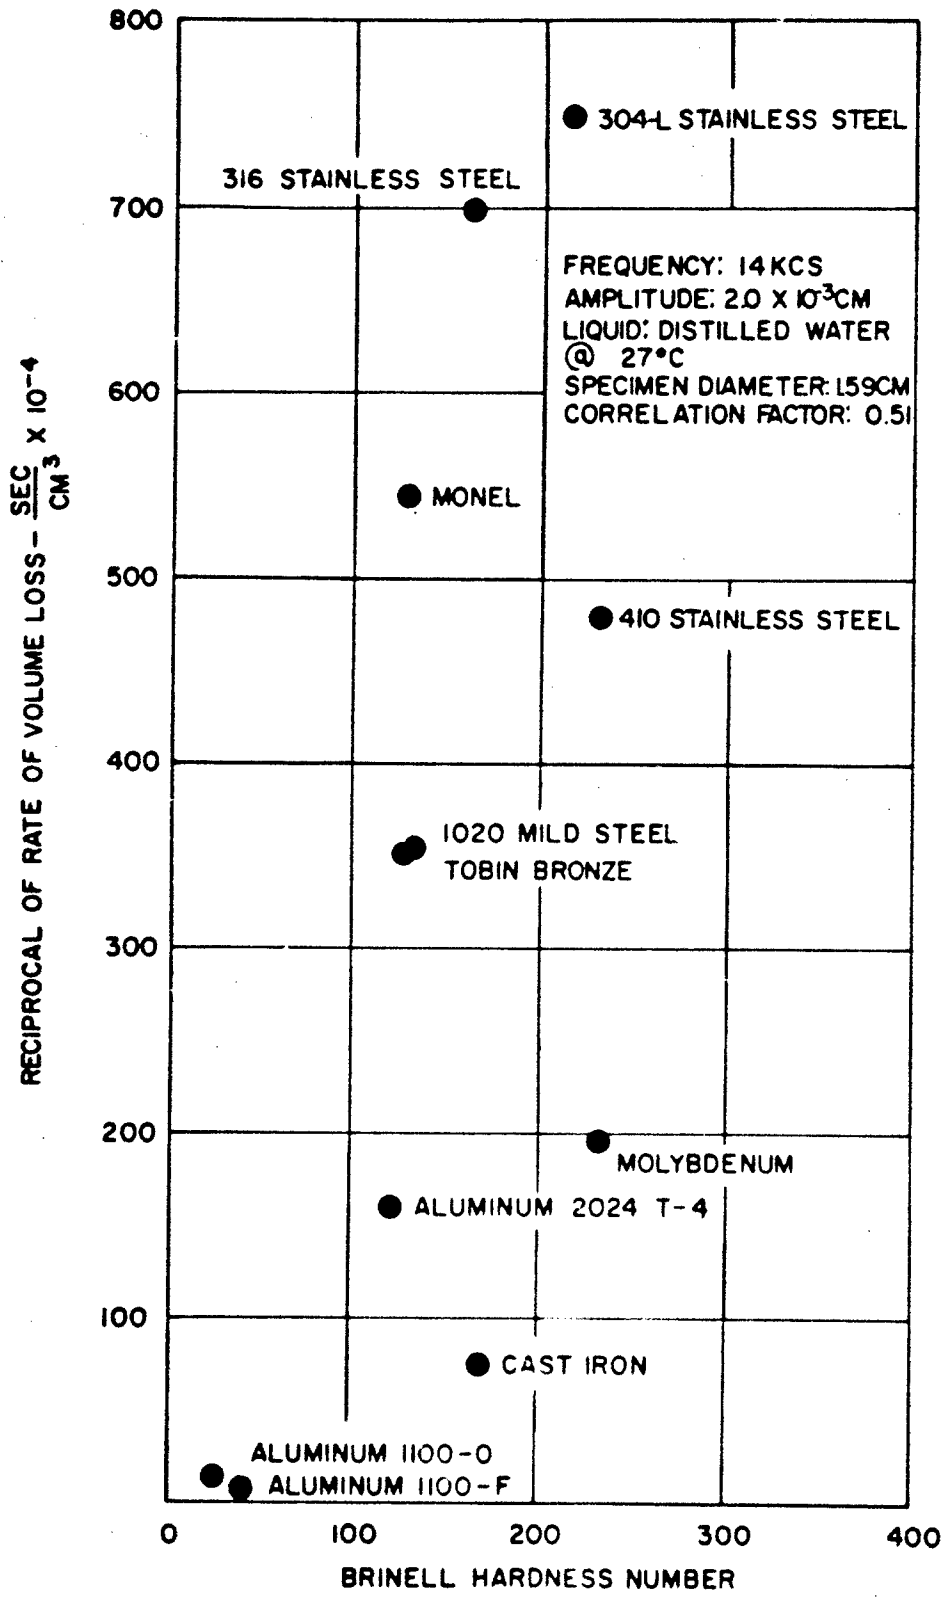 800
304-L STAINLESS STEEL
316 STAINLESS STEEL
700
FREQUENCY: 14 KCS
AMPLITUDE: 2.0 X 10-3CM
LIQUID: DISTILLED WATER
@ 27°C
SPECIMEN DIAMETER: 1.59CM
CORRELATION FACTOR: 0.51
600
MONEL
500
410 STAINLESS STEEL
RECIPROCAL OF RATE OF VOLUME LOSS- SEC/CM3 X 10-4
400
1020 MILD STEEL
TOBIN BRONZE
300
200
MOLYBDENUM
ALUMINUM 2024 T-4
100
CAST IRON
ALUMINUM 1100-O
ALUMINUM 1100-F
0 100 200 300 400
BRINELL HARDNESS NUMBER